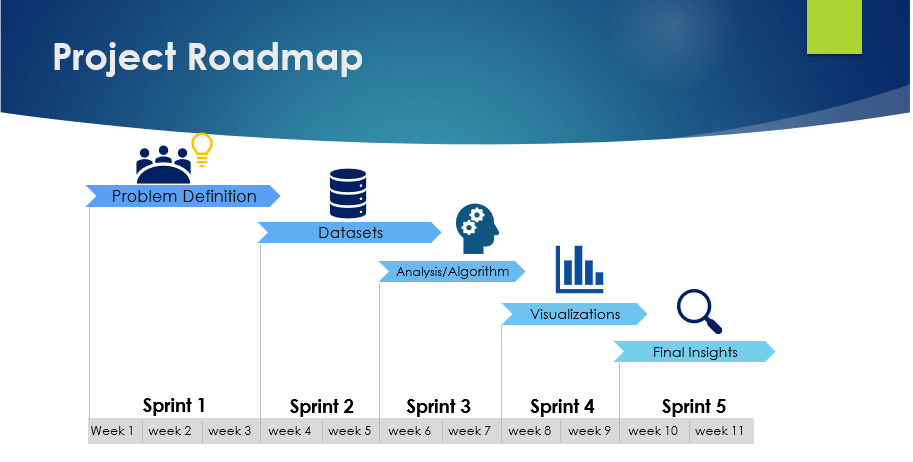 Project Roadmap
Problem Definition
Datasets
Analysis/Algorithm
Visualizations
Final Insights
Sprint 1 Sprint 2 Sprint 3 Sprint 4 Sprint 5
Week 1 week 2 week 3 week 4 week 5 week 6 week 7 week 8 week 9 week 10 week 11